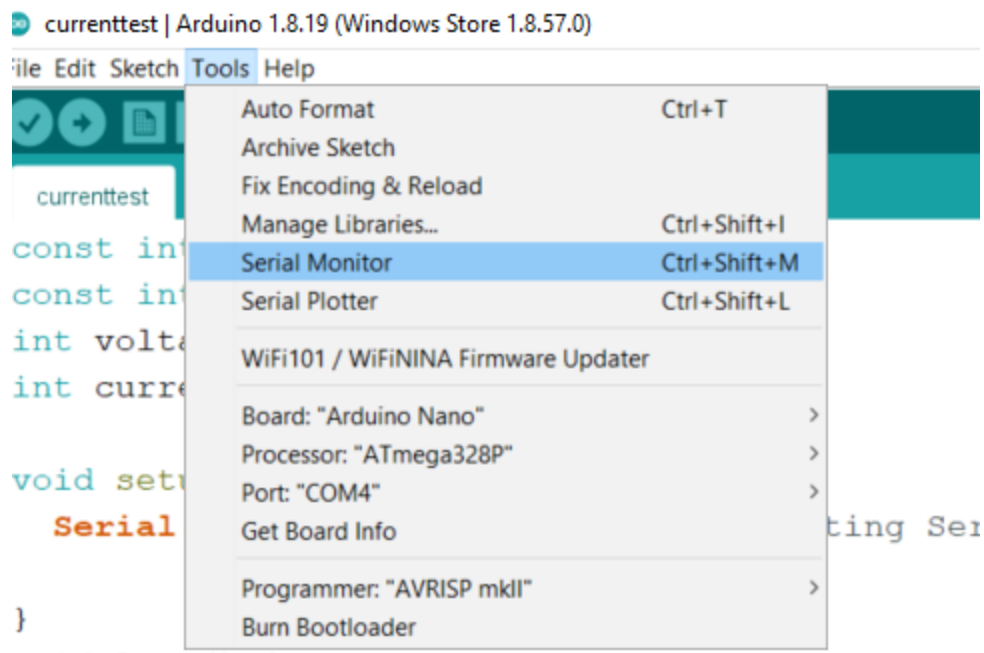 currenttest | Arduino 1.8.19 (Windows Store 1.8.57.0)
File Edit Sketch Tools Help
Auto Format Ctrl+T
Archive Sketch
Fix Encoding & Reload
currenttest
Manage Libraries... Ctrl+Shift+I
const int
Serial Monitor Ctrl+Shift+M
const int
Serial Plotter Ctrl+Shift+L
int volta
WiFi101 / WiFiNINA Firmware Updater
int curre
Board: "Arduino Nano"
Processor: "ATmega328P"
void setu
Port: "COM4"
Serial
Get Board Info
ting Ser
Programmer: "AVRISP mkII"
}
Burn Bootloader